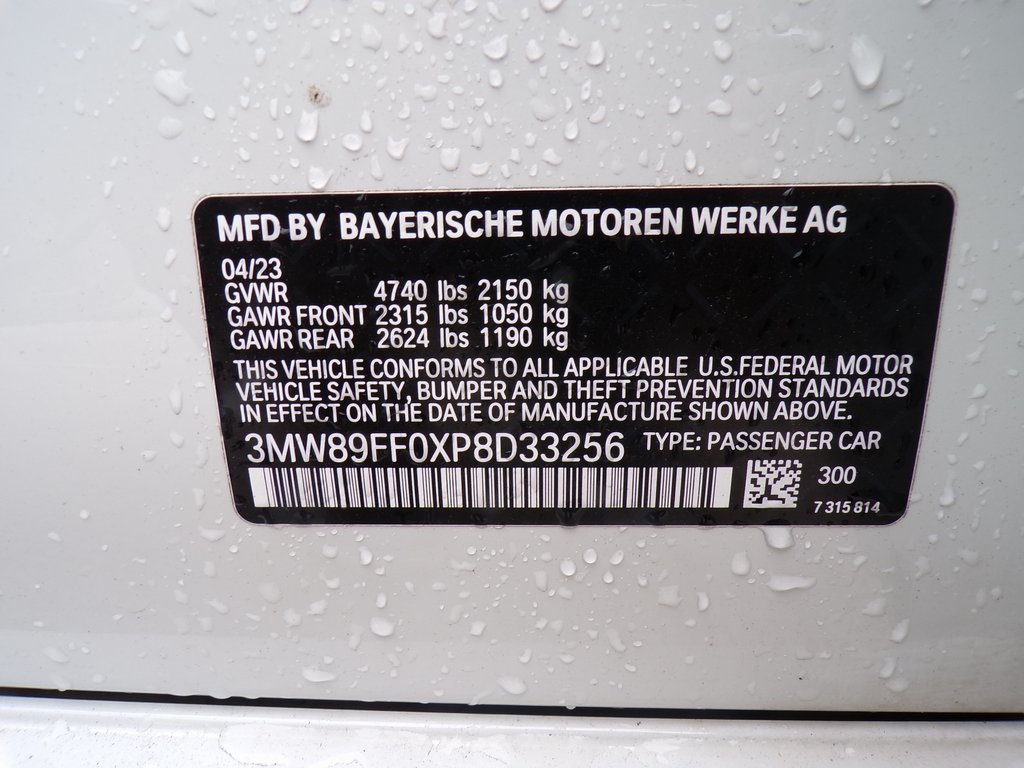 MFD BY BAYERISCHE MOTOREN WERKE AG
04/23
GVWR 4740 lbs 2150 kg
GAWR FRONT 2315 lbs 1050 kg
GAWR REAR 2624 lbs 1190 kg
THIS VEHICLE CONFORMS TO ALL APPLICABLE U.S.FEDERAL MOTOR
VEHICLE SAFETY, BUMPER AND THEFT PREVENTION STANDARDS
IN EFFECT ON THE DATE OF MANUFACTURE SHOWN ABOVE.
3MW89FF0XP8D33256 TYPE: PASSENGER CAR
300
7 315 814